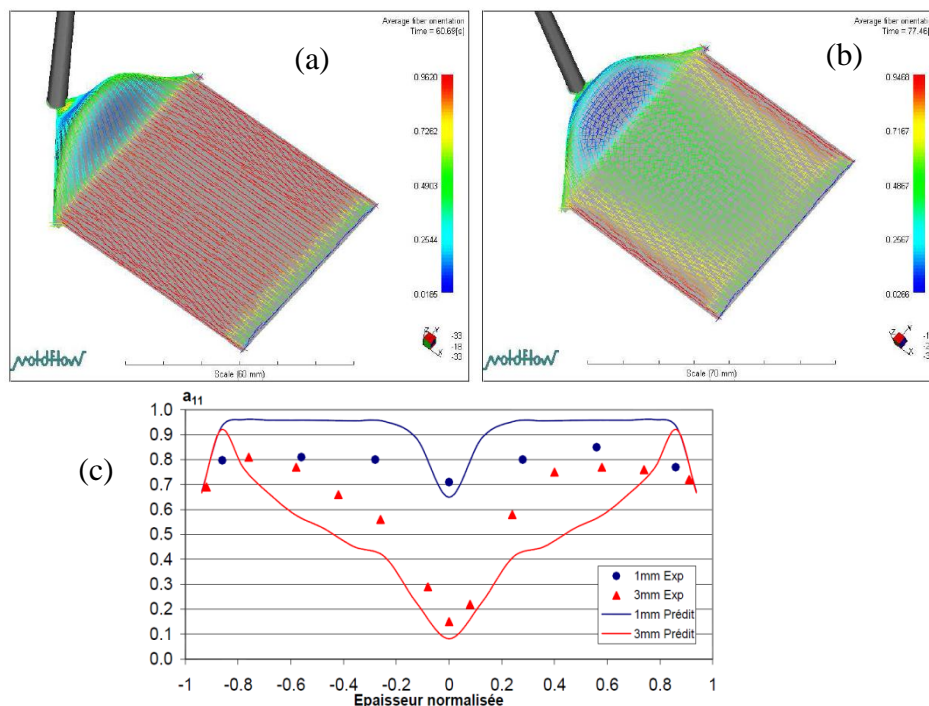 Average fiber orientation
Time = 60.69[s]
(a)
0.9620
0.7262
0.4903
0.2544
0.0185
-33
-18
-33
moldflow
Scale (60 mm)
Average fiber orientation
Time = 77.46[s]
(b)
0.9468
0.7168
0.4867
0.2567
0.0266
moldflow
Scale (70 mm)
(c)
a11
1.0
0.9
0.8
0.7
0.6
0.5
0.4
0.3
0.2
0.1
0.0
1mm Exp
3mm Exp
1mm Prédit
3mm Prédit
-1 -0.8 -0.6 -0.4 -0.2 0 0.2 0.4 0.6 0.8 1
Epaisseur normalisée